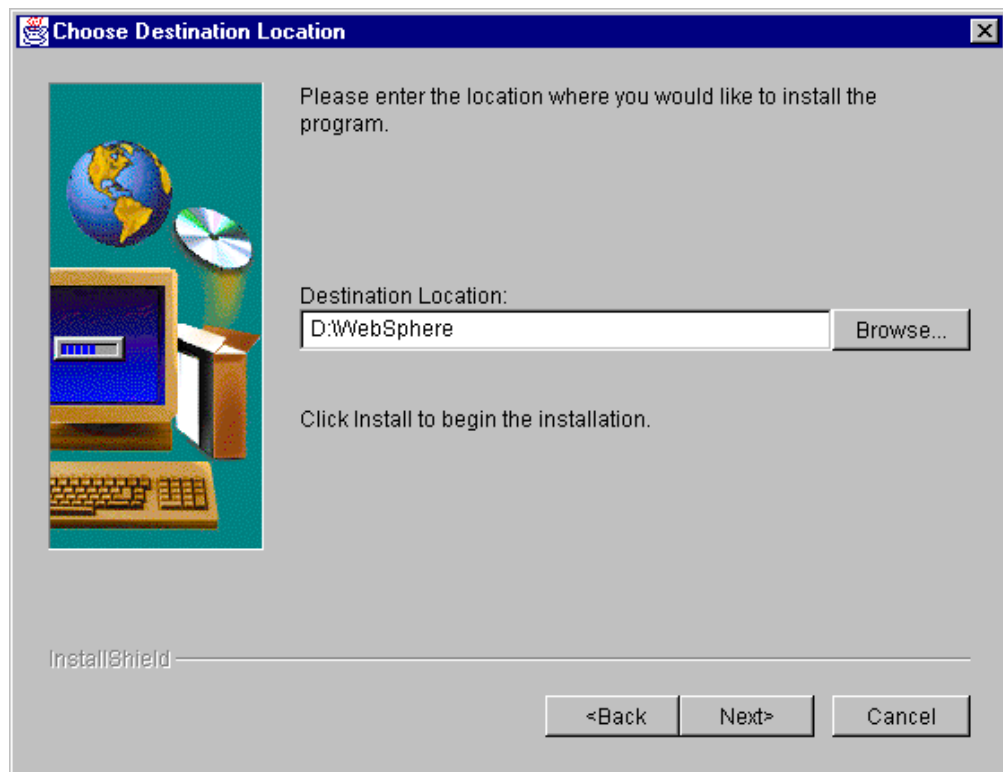 Choose Destination Location
Please enter the location where you would like to install the
program.
Destination Location:
D:\WebSphere
Browse...
Click Install to begin the installation.
InstallShield
<Back
Next>
Cancel